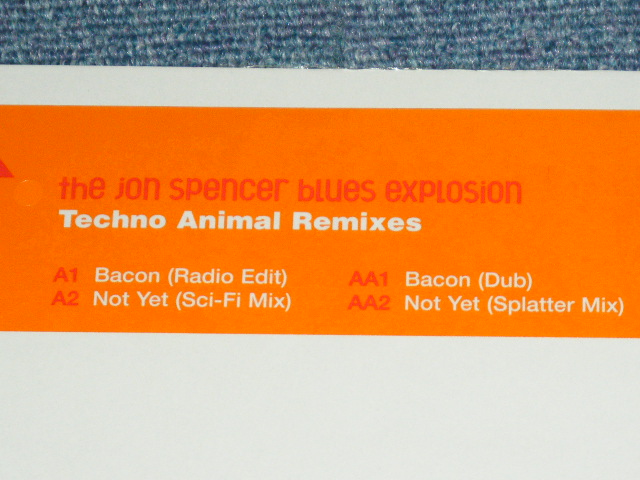 the jon spencer blues explosion
Techno Animal Remixes
A1 Bacon (Radio Edit)
A2 Not Yet (Sci-Fi Mix)
AA1 Bacon (Dub)
AA2 Not Yet (Splatter Mix)